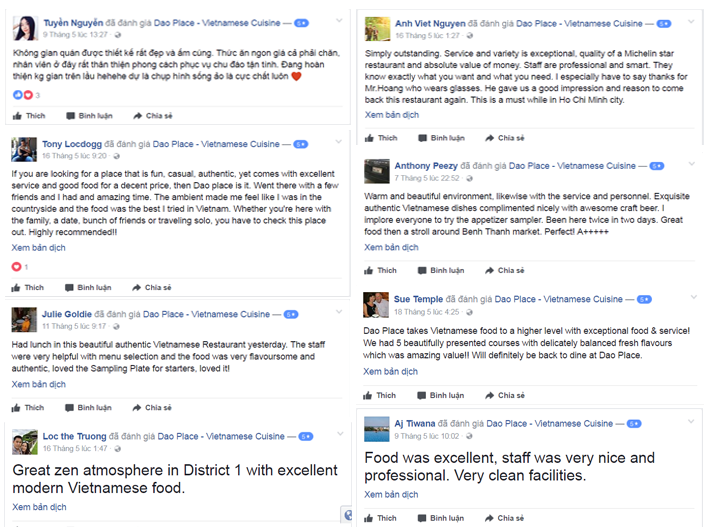 Tuyền Nguyễn đã đánh giá Dao Place - Vietnamese Cuisine — 5★
9 Tháng 5 lúc 13:27 ·
Không gian quán được thiết kế rất đẹp và ấm cúng. Thức ăn ngon giá cả phải chăn,
nhân viên ở đây rất thân thiện phong cách phục vụ chu đáo tận tình. Đang hoàn
thiện kg gian trên lầu hehehe dự là chụp hình sống ảo là cực chất luôn ❤
3
Thích Bình luận Chia sẻ
Tony Locdogg đã đánh giá Dao Place - Vietnamese Cuisine — 5★
16 Tháng 5 lúc 9:20 ·
If you are looking for a place that is fun, casual, authentic, yet comes with excellent
service and good food for a decent price, then Dao place is it. Went there with a few
friends and I had and amazing time. The ambient made me feel like I was in the
countryside and the food was the best I tried in Vietnam. Whether you're here with
the family, a date, bunch of friends or traveling solo, you have to check this place
out. Highly recommended!!
Xem bản dịch
1
Thích Bình luận Chia sẻ
Julie Goldie đã đánh giá Dao Place - Vietnamese Cuisine — 5★
11 Tháng 5 lúc 9:17 ·
Had lunch in this beautiful authentic Vietnamese Restaurant yesterday. The staff
were very helpful with menu selection and the food was very flavoursome and
authentic, loved the Sampling Plate for starters, loved it!
Xem bản dịch
Thích Bình luận Chia sẻ
Loc the Truong đã đánh giá Dao Place - Vietnamese Cuisine — 5★
16 Tháng 5 lúc 1:47 ·
Great zen atmosphere in District 1 with excellent
modern Vietnamese food.
Xem bản dịch
Anh Viet Nguyen đã đánh giá Dao Place - Vietnamese Cuisine — 5★
16 Tháng 5 lúc 1:27 ·
Simply outstanding. Service and variety is exceptional, quality of a Michelin star
restaurant and absolute value of money. Staff are professional and smart. They
know exactly what you want and what you need. I especially have to say thanks for
Mr.Hoang who wears glasses. He gave us a good impression and reason to come
back this restaurant again. This is a must while in Ho Chi Minh city.
Xem bản dịch
Thích Bình luận Chia sẻ
Anthony Peezy đã đánh giá Dao Place - Vietnamese Cuisine — 5★
7 Tháng 5 lúc 22:52 ·
Warm and beautiful environment, likewise with the service and personnel. Exquisite
authentic Vietnamese dishes complimented nicely with awesome craft beer. I
implore everyone to try the appetizer sampler. Been here twice in two days. Great
food then a stroll around Benh Thanh market. Perfect! A+++++
Xem bản dịch
Thích Bình luận Chia sẻ
Sue Temple đã đánh giá Dao Place - Vietnamese Cuisine — 5★
18 Tháng 5 lúc 4:25 ·
Dao Place takes Vietnamese food to a higher level with exceptional food & service!
We had 5 beautifully presented courses with delicately balanced fresh flavours
which was amazing value!! Will definitely be back to dine at Dao Place.
Xem bản dịch
Thích Bình luận Chia sẻ
Aj Tiwana đã đánh giá Dao Place - Vietnamese Cuisine — 5★
9 Tháng 5 lúc 10:02 ·
Food was excellent, staff was very nice and
professional. Very clean facilities.
Xem bản dịch
Thích Bình luận Chia sẻ